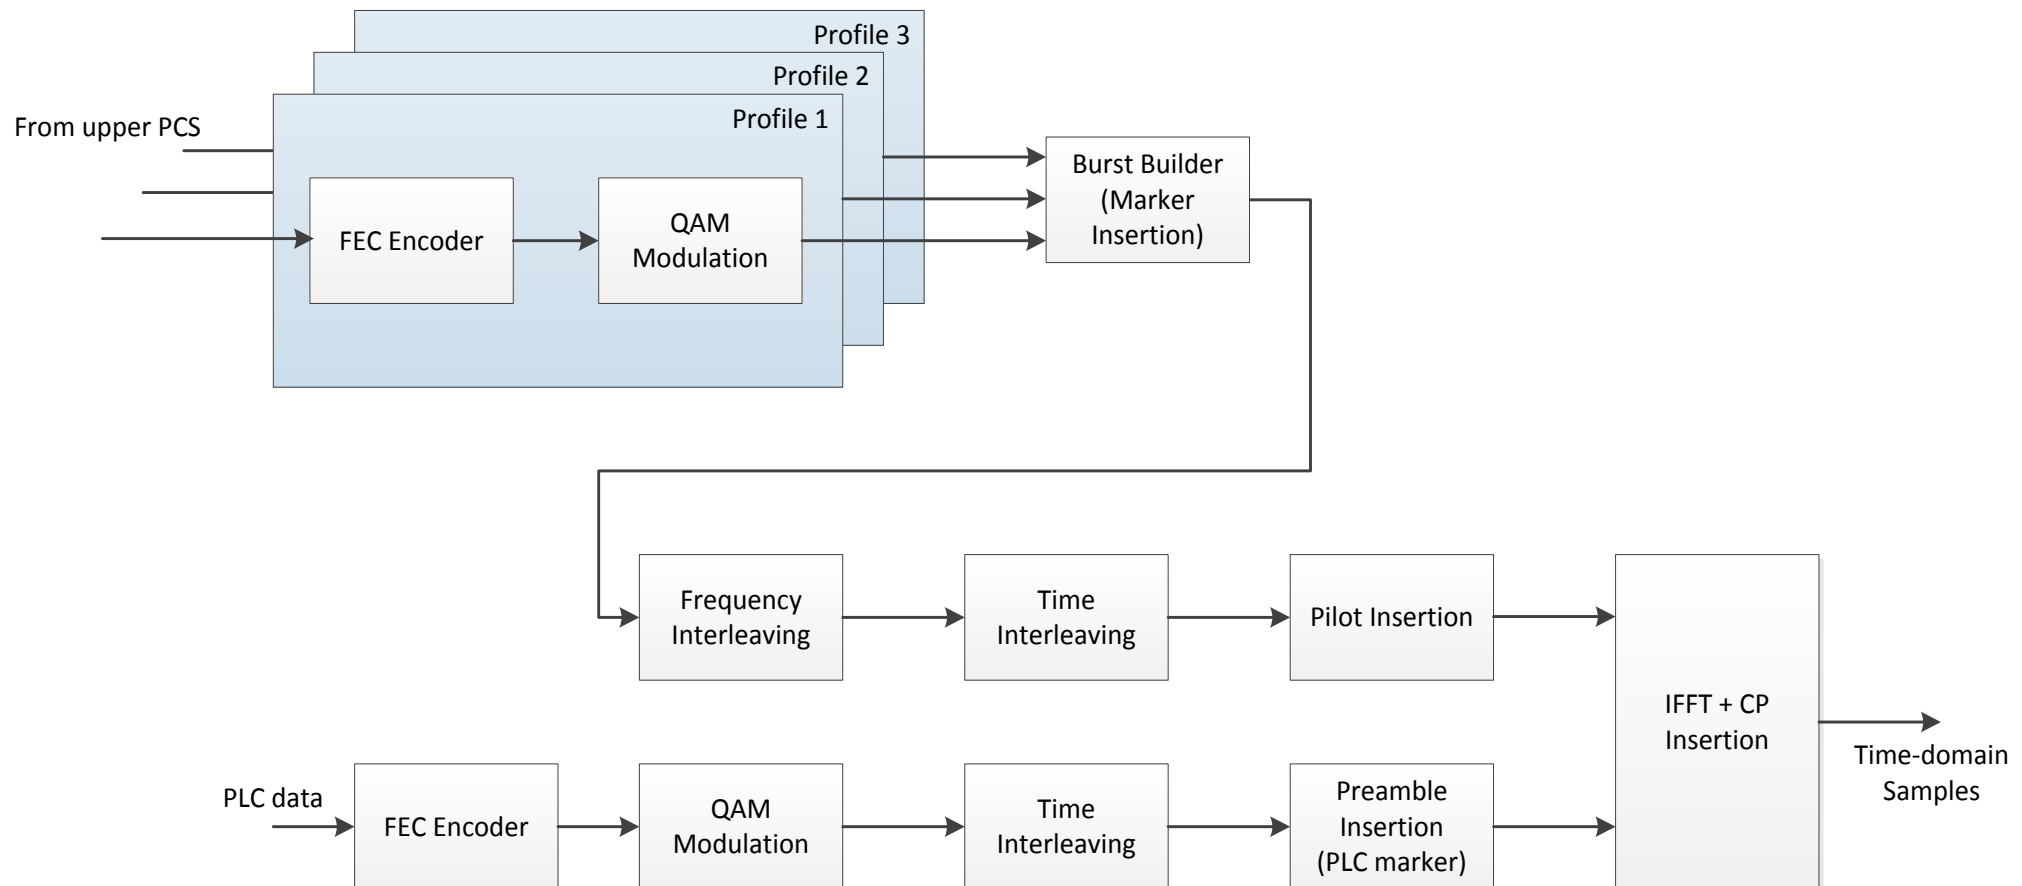 Profile 3
Profile 2
Profile 1
From upper PCS
FEC Encoder
QAM
Modulation
Burst Builder
(Marker
Insertion)
Frequency
Interleaving
Time
Interleaving
Pilot Insertion
IFFT + CP
Insertion
Time-domain
Samples
PLC data
FEC Encoder
QAM
Modulation
Time
Interleaving
Preamble
Insertion
(PLC marker)